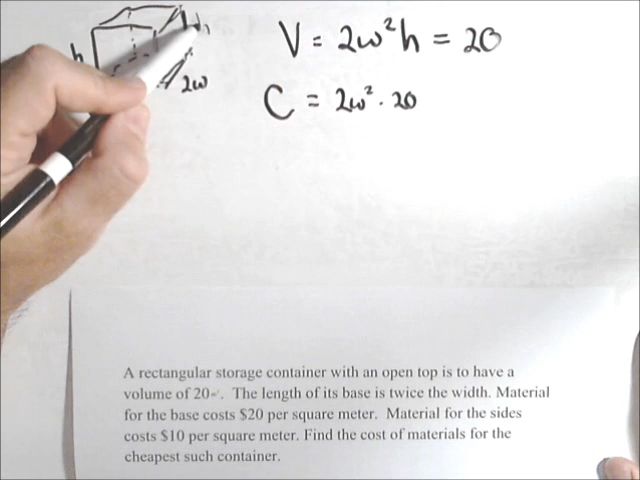 h
V = 2w²h = 20
2w
C = 2w² · 20
A rectangular storage container with an open top is to have a
volume of 20 . The length of its base is twice the width. Material
for the base costs $20 per square meter. Material for the sides
costs $10 per square meter. Find the cost of materials for the
cheapest such container.